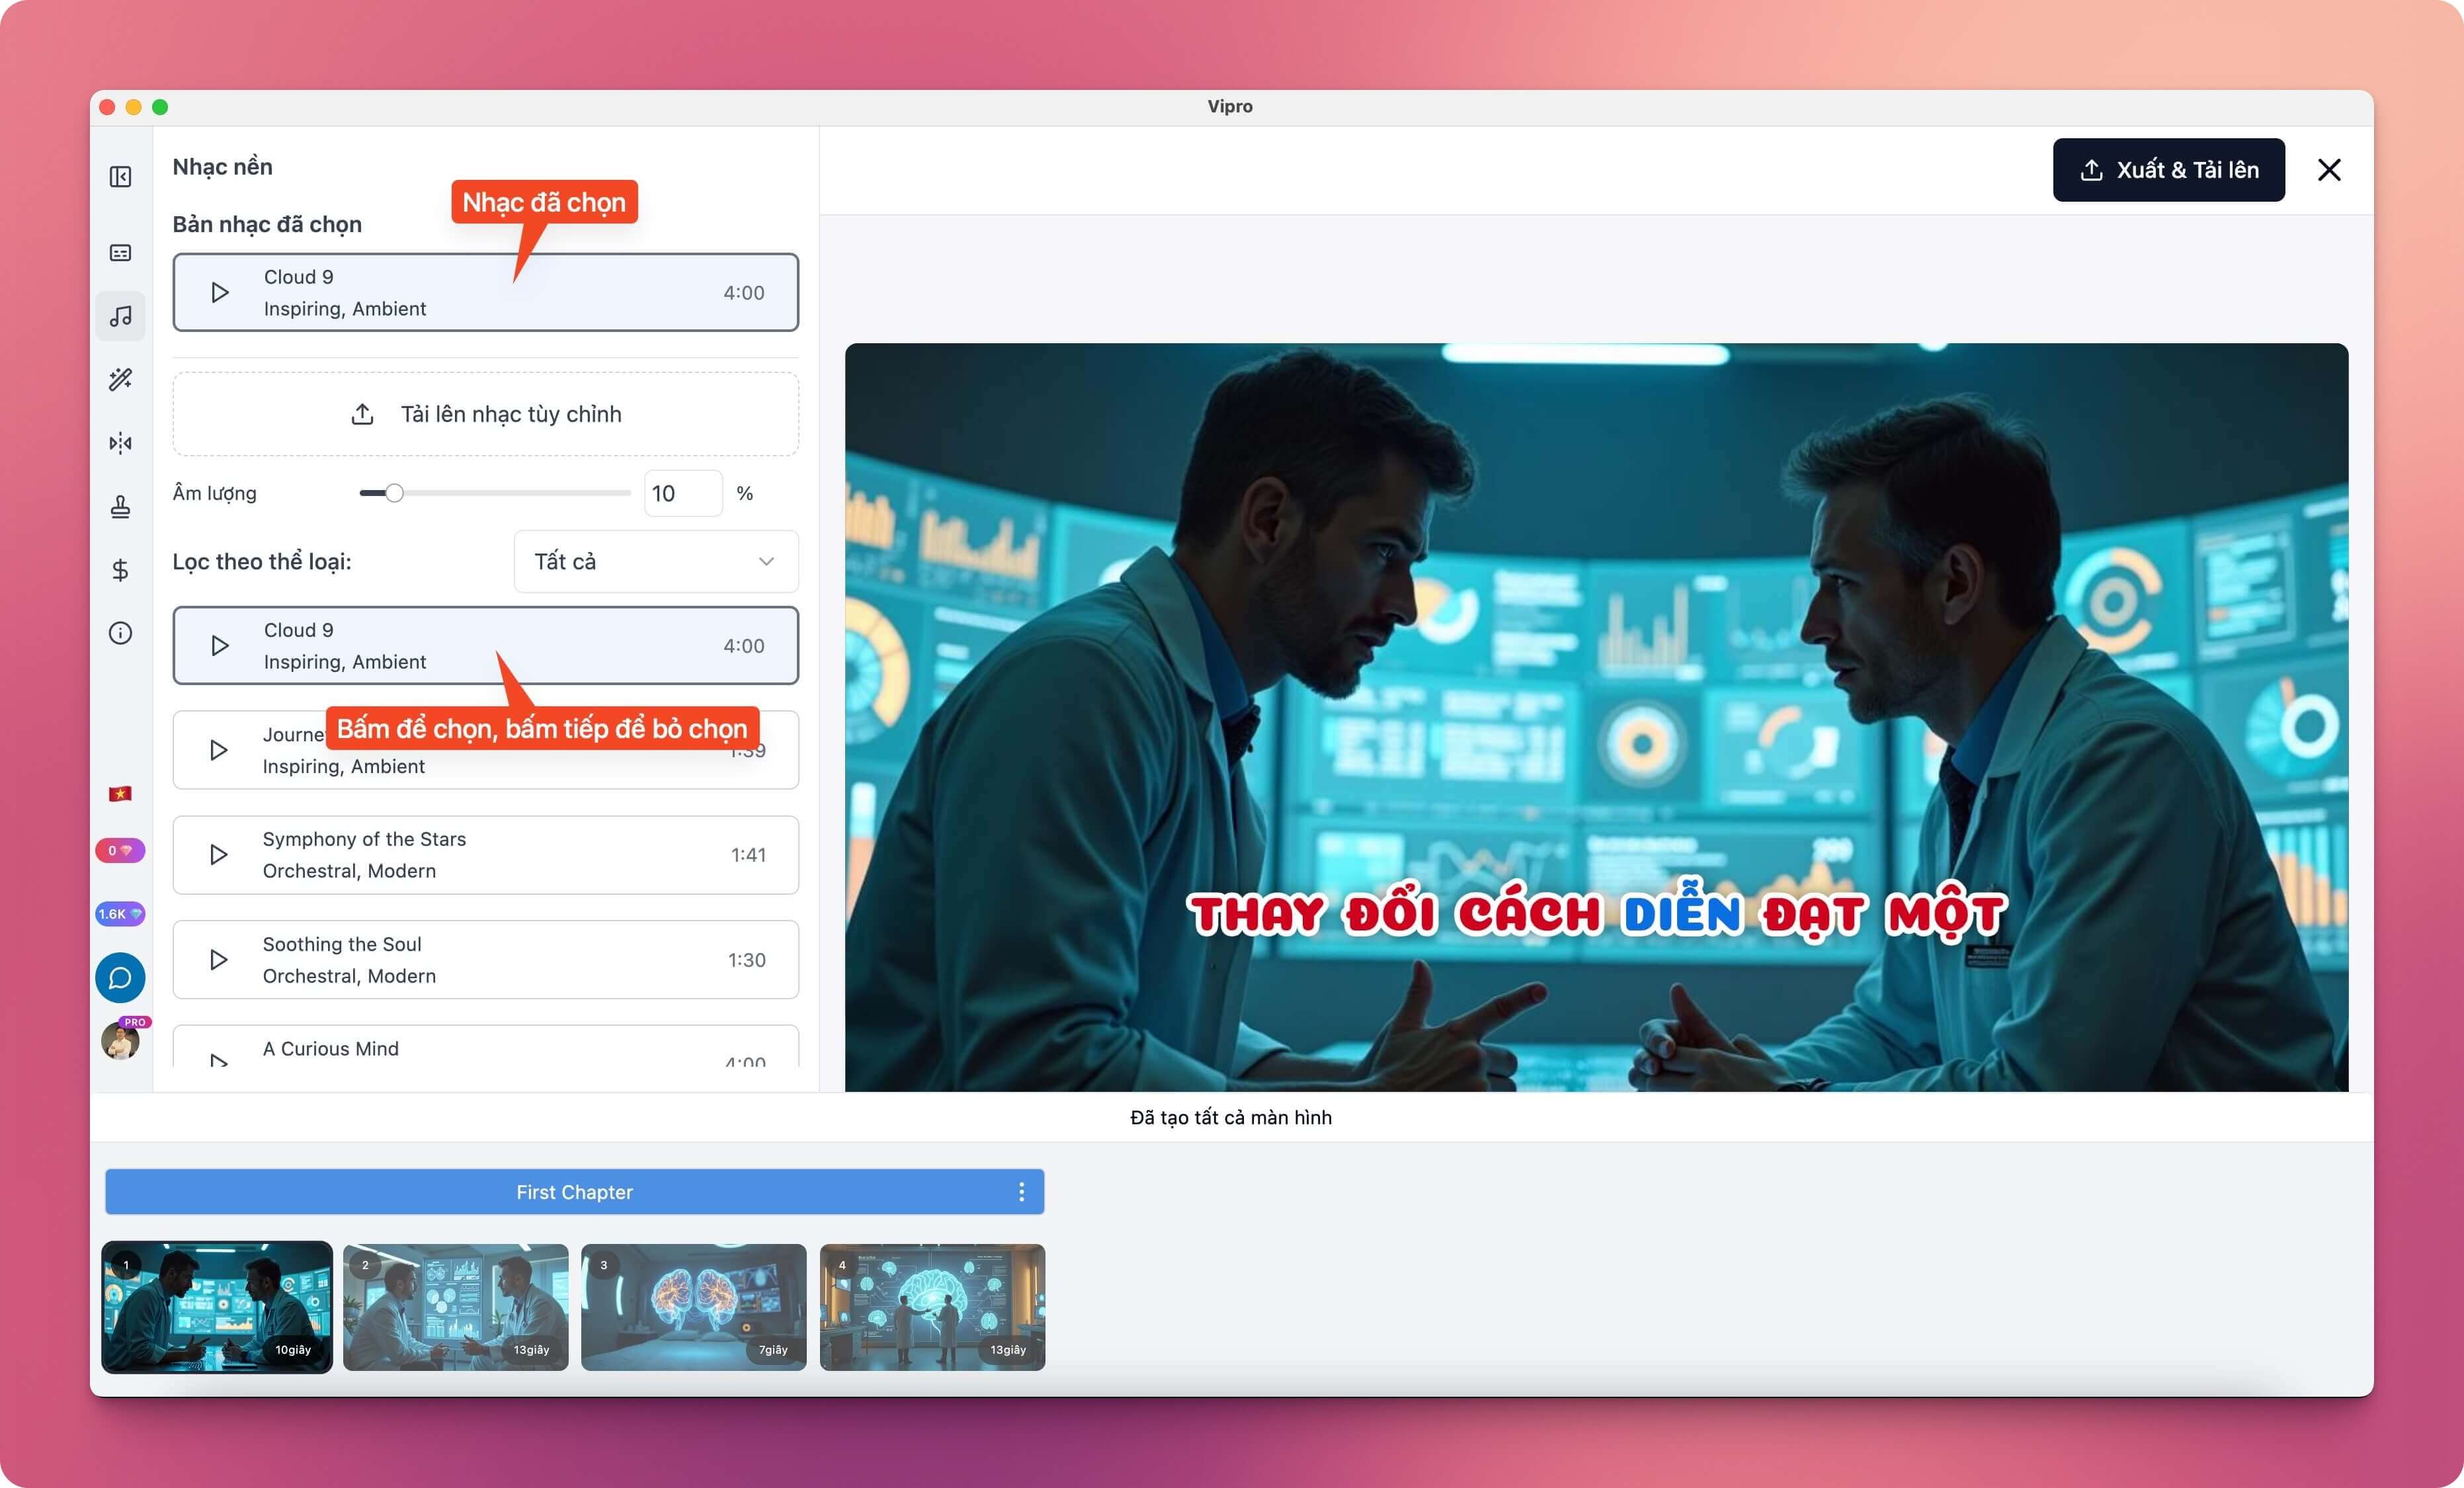 Vipro
Nhạc nền
Xuất & Tải lên
Nhạc đã chọn
Bản nhạc đã chọn
Cloud 9
Inspiring, Ambient
4:00
Tải lên nhạc tùy chỉnh
Âm lượng
10
%
Lọc theo thể loại:
Tất cả
Cloud 9
Inspiring, Ambient
4:00
Bấm để chọn, bấm tiếp để bỏ chọn
Inspiring, Ambient
1:39
Symphony of the Stars
Orchestral, Modern
1:41
Soothing the Soul
Orchestral, Modern
1:30
A Curious Mind
4:00
0
1.6K
PRO
THAY ĐỔI CÁCH DIỄN ĐẠT MỘT
Đã tạo tất cả màn hình
First Chapter
1
10giây
2
13giây
3
7giây
4
13giây